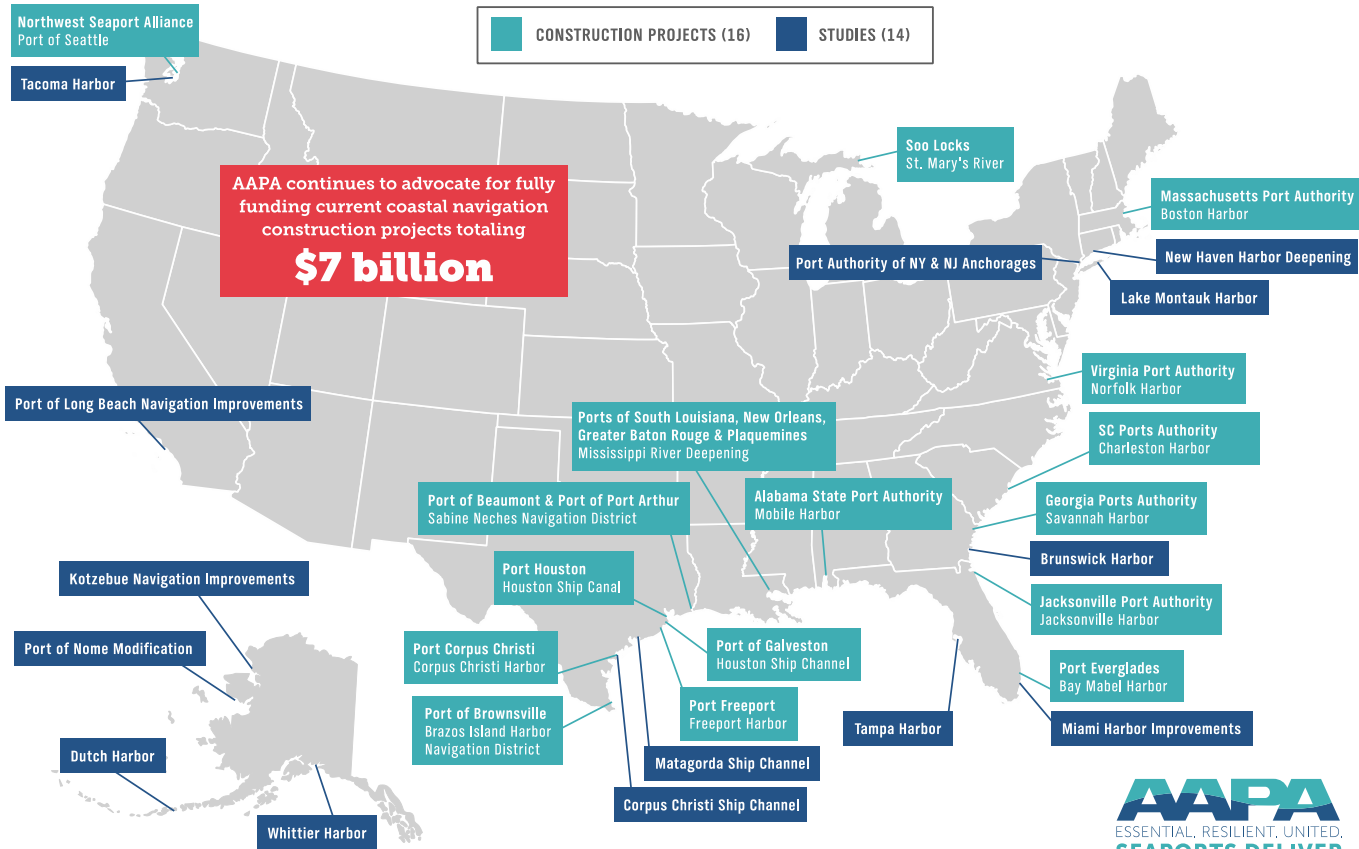 Northwest Seaport Alliance
Port of Seattle
Tacoma Harbor
CONSTRUCTION PROJECTS (16)
STUDIES (14)
AAPA continues to advocate for fully
funding current coastal navigation
construction projects totaling
$7 billion
Soo Locks
St. Mary's River
Massachusetts Port Authority
Boston Harbor
Port Authority of NY & NJ Anchorages
New Haven Harbor Deepening
Lake Montauk Harbor
Virginia Port Authority
Norfolk Harbor
Port of Long Beach Navigation Improvements
Ports of South Louisiana, New Orleans,
Greater Baton Rouge & Plaquemines
Mississippi River Deepening
SC Ports Authority
Charleston Harbor
Port of Beaumont & Port of Port Arthur
Sabine Neches Navigation District
Alabama State Port Authority
Mobile Harbor
Georgia Ports Authority
Savannah Harbor
Brunswick Harbor
Port Houston
Houston Ship Canal
Kotzebue Navigation Improvements
Jacksonville Port Authority
Jacksonville Harbor
Port of Nome Modification
Port Corpus Christi
Corpus Christi Harbor
Port of Galveston
Houston Ship Channel
Port Everglades
Bay Mabel Harbor
Port of Brownsville
Brazos Island Harbor
Navigation District
Port Freeport
Freeport Harbor
Tampa Harbor
Miami Harbor Improvements
Dutch Harbor
Matagorda Ship Channel
Corpus Christi Ship Channel
Whittier Harbor
AAPA
ESSENTIAL. RESILIENT. UNITED.
SEAPORTS DELIVER